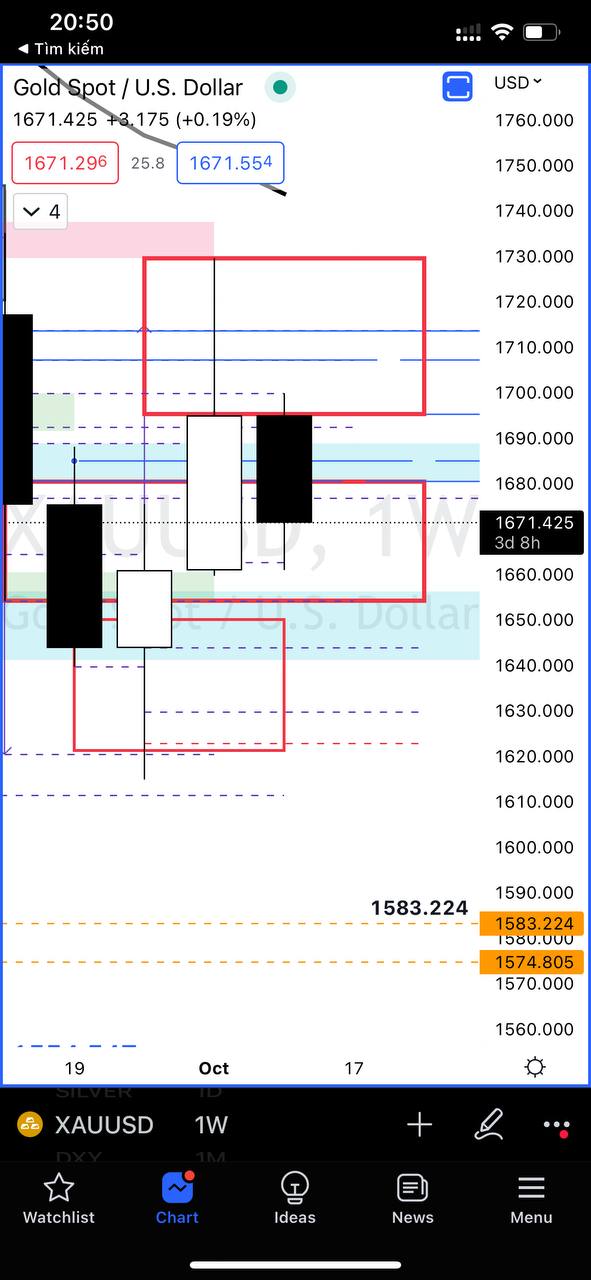 20:50
◀ Tìm kiếm
Gold Spot / U.S. Dollar
USD
1671.425 +3.175 (+0.19%)
1671.296 25.8 1671.554
4
1760.000
1750.000
1740.000
1730.000
1720.000
1710.000
1700.000
1690.000
1680.000
XAUUSD, 1W
1671.425
3d 8h
1660.000
Gold Spot / U.S. Dollar
1650.000
1640.000
1630.000
1620.000
1610.000
1600.000
1590.000
1583.224
1583.224
1580.000
1574.805
1570.000
1560.000
19 Oct 17
SILVER 1D
XAUUSD 1W
DXY 1M
Watchlist Chart Ideas News Menu